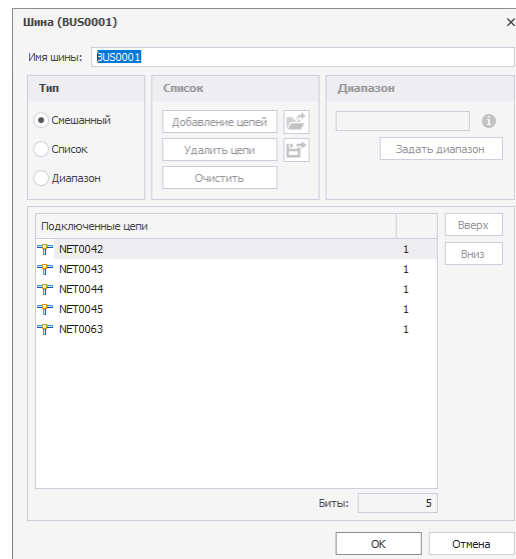 Шина (BUS0001)
Имя шины: BUS0001
Тип
Список
Диапазон
Смешанный
Добавление цепей
Список
Удалить цепи
Задать диапазон
Диапазон
Очистить
Подключенные цепи
Вверх
NET0042 1
Вниз
NET0043 1
NET0044 1
NET0045 1
NET0063 1
Биты: 5
OK
Отмена